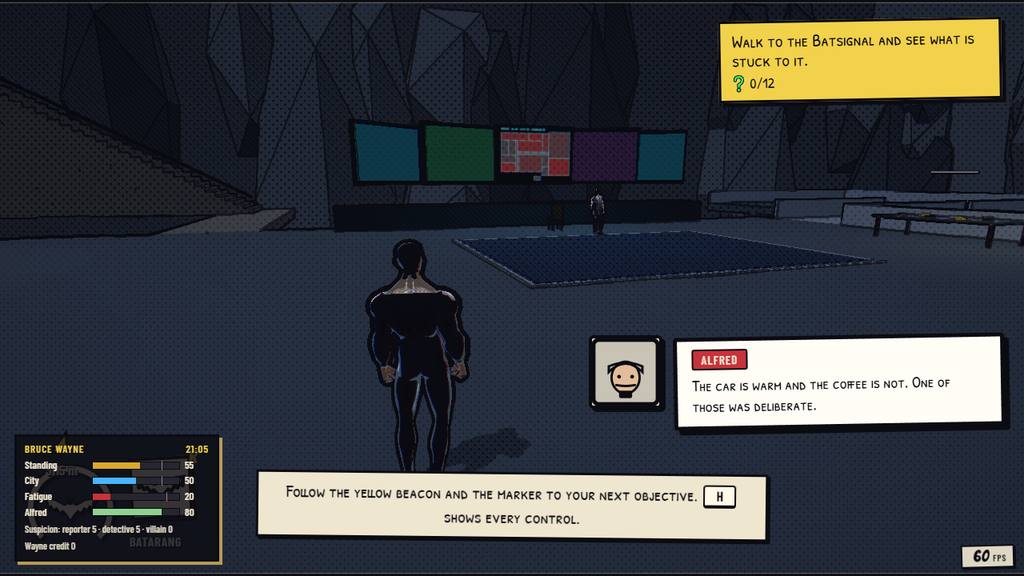 Walk to the Batsignal and see what is
stuck to it.
? 0/12
ALFRED
The car is warm and the coffee is not. One of
those was deliberate.
BRUCE WAYNE 21:05
Standing 55
City 50
Fatigue 20
Alfred 80
Suspicion: reporter 5 · detective 5 · villain 0
Wayne credit 0
BATARANG
Follow the yellow beacon and the marker to your next objective. H
shows every control.
60 FPS